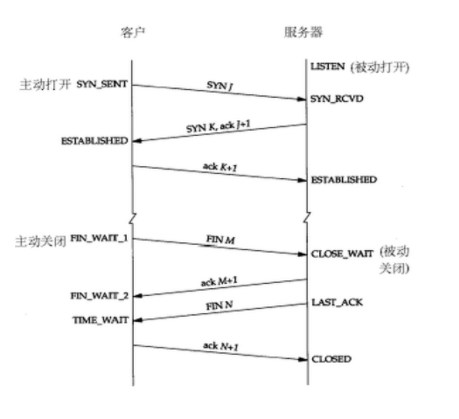 客户 服务器
LISTEN (被动打开)
主动打开 SYN_SENT SYN J
SYN_RCVD
SYN K, ack J+1
ESTABLISHED
ack K+1
ESTABLISHED
主动关闭 FIN_WAIT_1 FIN M
CLOSE_WAIT (被动
关闭)
ack M+1
FIN_WAIT_2
FIN N LAST_ACK
TIME_WAIT
ack N+1
CLOSED